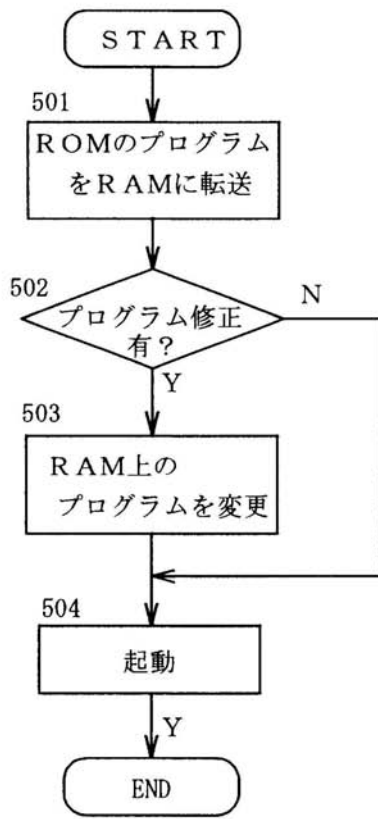 ＳＴＡＲＴ
501
ＲＯＭのプログラム
をＲＡＭに転送
502
N
プログラム修正
有？
Y
503
ＲＡＭ上の
プログラムを変更
504
起動
Y
END